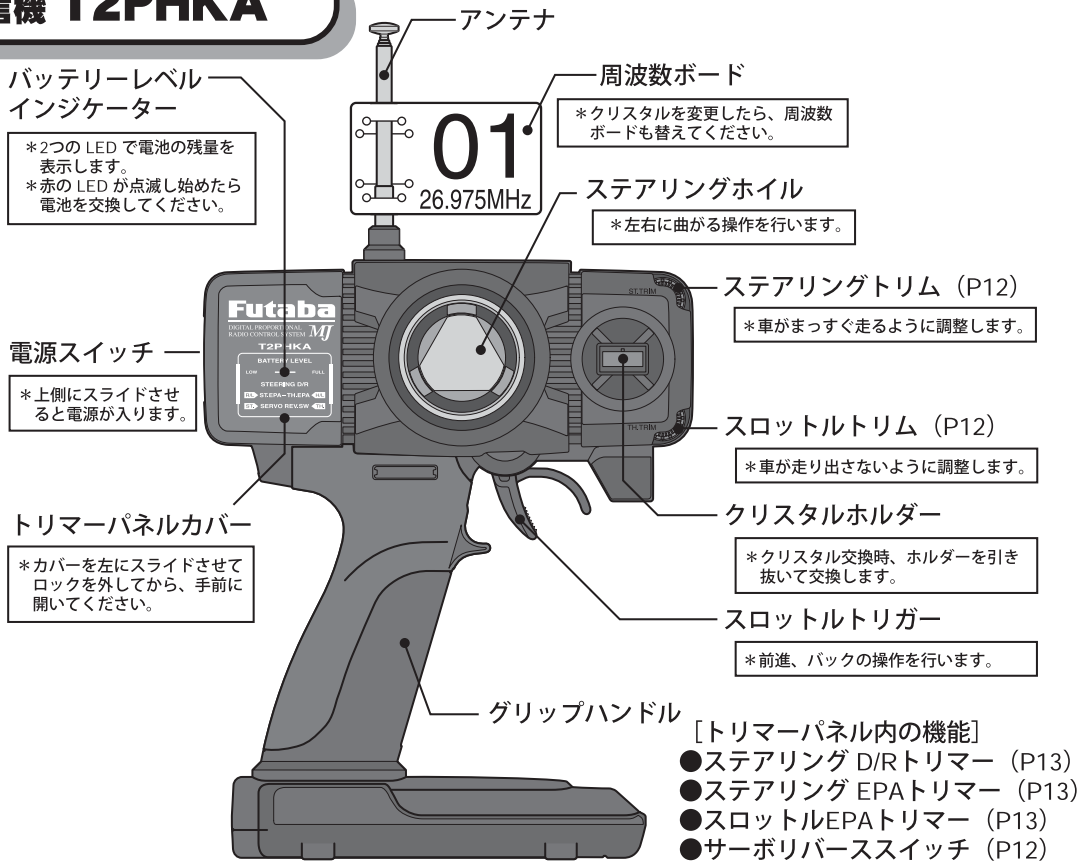 信機 T2PHKA
アンテナ
バッテリーレベル
インジケーター
＊2つの LED で電池の残量を
表示します。
＊赤の LED が点滅し始めたら
電池を交換してください。
周波数ボード
＊クリスタルを変更したら、周波数
ボードも替えてください。
01
26.975MHz
ステアリングホイル
＊左右に曲がる操作を行います。
ステアリングトリム（P12）
＊車がまっすぐ走るように調整します。
電源スイッチ
＊上側にスライドさせ
ると電源が入ります。
Futaba
DIGITAL PROPORTIONAL
RADIO CONTROL SYSTEM MJ
T2PHKA
BATTERY LEVEL
LOW FULL
STEERING D/R
ST.EPA–TH.EPA
ST. SERVO REV.SW TH.
ST.TRIM
TH.TRIM
スロットルトリム（P12）
＊車が走り出さないように調整します。
トリマーパネルカバー
＊カバーを左にスライドさせて
ロックを外してから、手前に
開いてください。
クリスタルホルダー
＊クリスタル交換時、ホルダーを引き
抜いて交換します。
スロットルトリガー
＊前進、バックの操作を行います。
グリップハンドル
［トリマーパネル内の機能］
●ステアリング D/Rトリマー（P13）
●ステアリング EPAトリマー（P13）
●スロットルEPAトリマー（P13）
●サーボリバーススイッチ（P12）